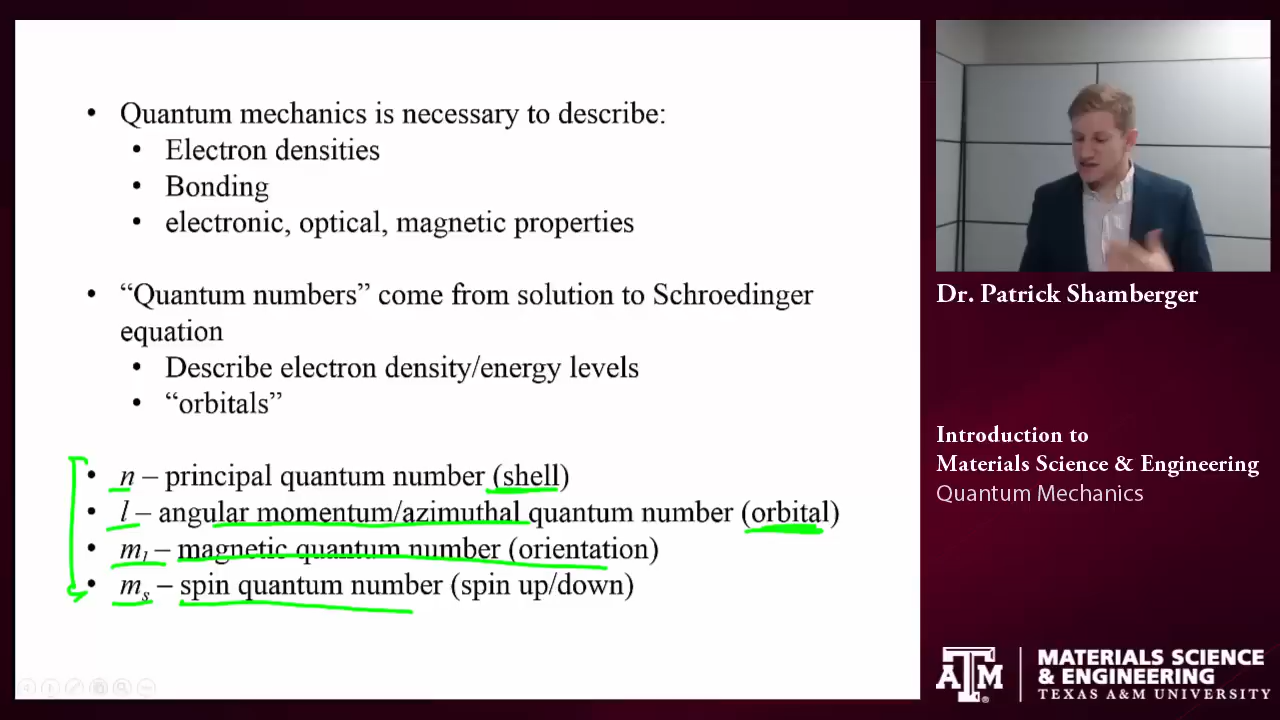 • Quantum mechanics is necessary to describe:
• Electron densities
• Bonding
• electronic, optical, magnetic properties
• “Quantum numbers” come from solution to Schroedinger
equation
• Describe electron density/energy levels
• “orbitals”
• n – principal quantum number (shell)
• l – angular momentum/azimuthal quantum number (orbital)
• mₗ – magnetic quantum number (orientation)
• mₛ – spin quantum number (spin up/down)
Dr. Patrick Shamberger
Introduction to
Materials Science & Engineering
Quantum Mechanics
ATM
MATERIALS SCIENCE
& ENGINEERING
TEXAS A&M UNIVERSITY